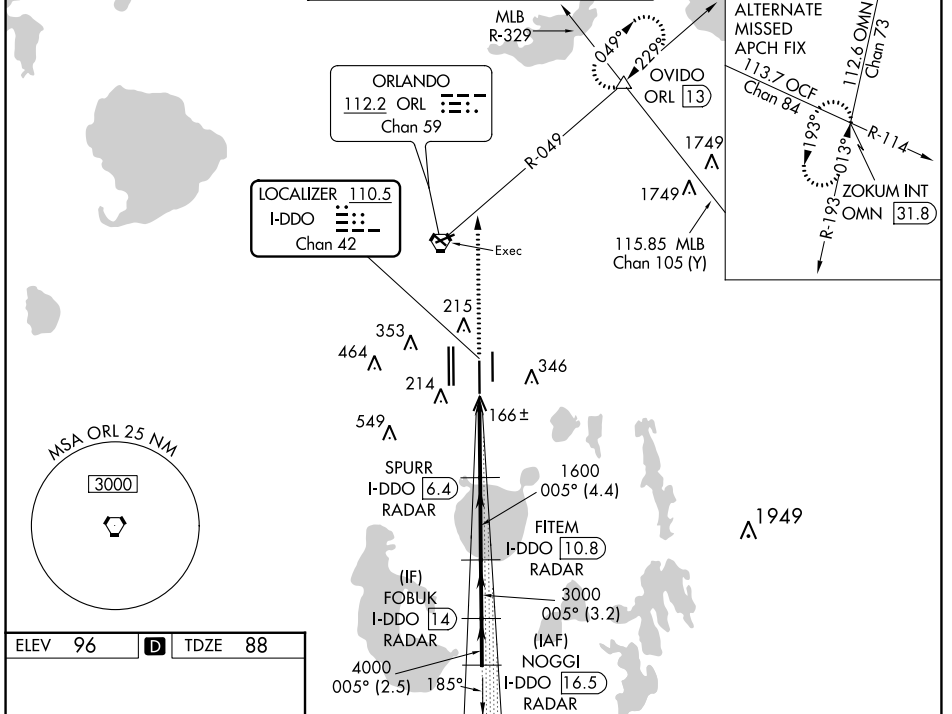 MLB
R-329
049°
229°
OVIDO
ORL 13
ORLANDO
112.2 ORL
Chan 59
R-049
LOCALIZER 110.5
I-DDO
Chan 42
Exec
1749
1749
115.85 MLB
Chan 105 (Y)
ALTERNATE
MISSED
APCH FIX
112.6 OMN
Chan 73
113.7 OCF
Chan 84
193°
013°
R-114
R-193
ZOKUM INT
OMN 31.8
215
353
464
346
214
549
166±
MSA ORL 25 NM
3000
SPURR
I-DDO 6.4
RADAR
1600
005° (4.4)
FITEM
I-DDO 10.8
RADAR
1949
(IF)
FOBUK
I-DDO 14
RADAR
3000
005° (3.2)
(IAF)
NOGGI
I-DDO 16.5
RADAR
4000
005° (2.5)
185°
ELEV 96 D TDZE 88